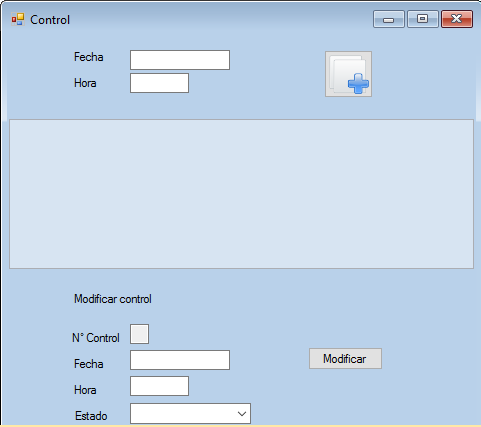 Control
Fecha
Hora
Modificar control
N° Control
Fecha
Modificar
Hora
Estado